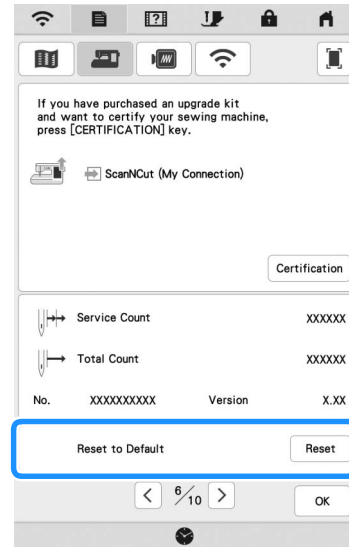 If you have purchased an upgrade kit
and want to certify your sewing machine,
press [CERTIFICATION] key.
ScanNCut (My Connection)
Certification
Service Count XXXXXX
Total Count XXXXXX
No. XXXXXXXXXX Version X.XX
Reset to Default Reset
< 6/10 > OK